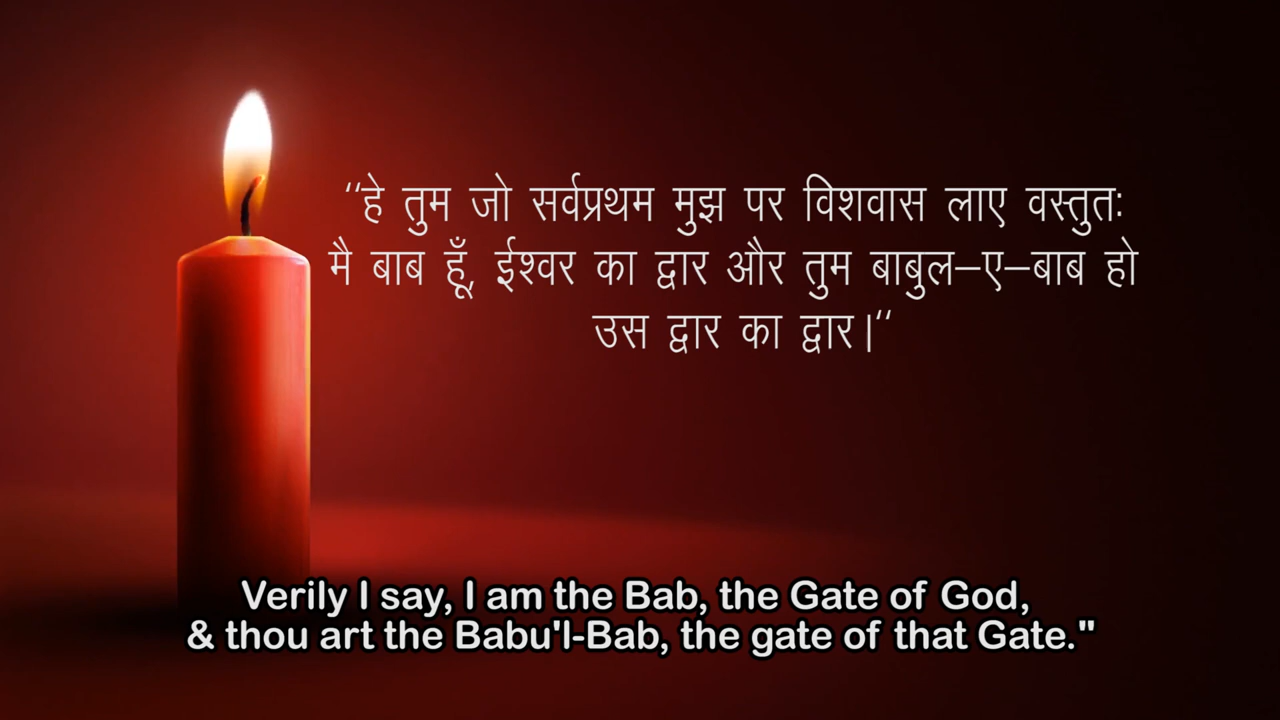 ‘‘हे तुम जो सर्वप्रथम मुझ पर विशवास लाए वस्तुतः
मै बाब हूँ, ईश्वर का द्वार और तुम बाबुल–ए–बाब हो
उस द्वार का द्वार।‘‘
Verily I say, I am the Bab, the Gate of God,
& thou art the Babu'l-Bab, the gate of that Gate."